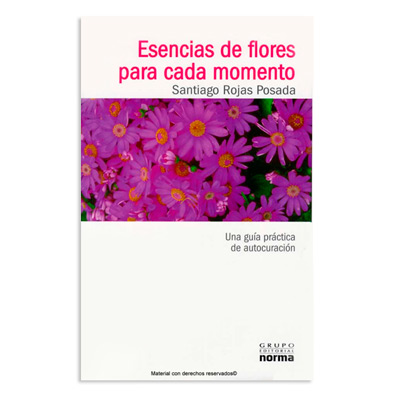 Esencias de flores
para cada momento
Santiago Rojas Posada
Una guía práctica
de autocuración
GRUPO
EDITORIAL
norma
Material con derechos reservados©